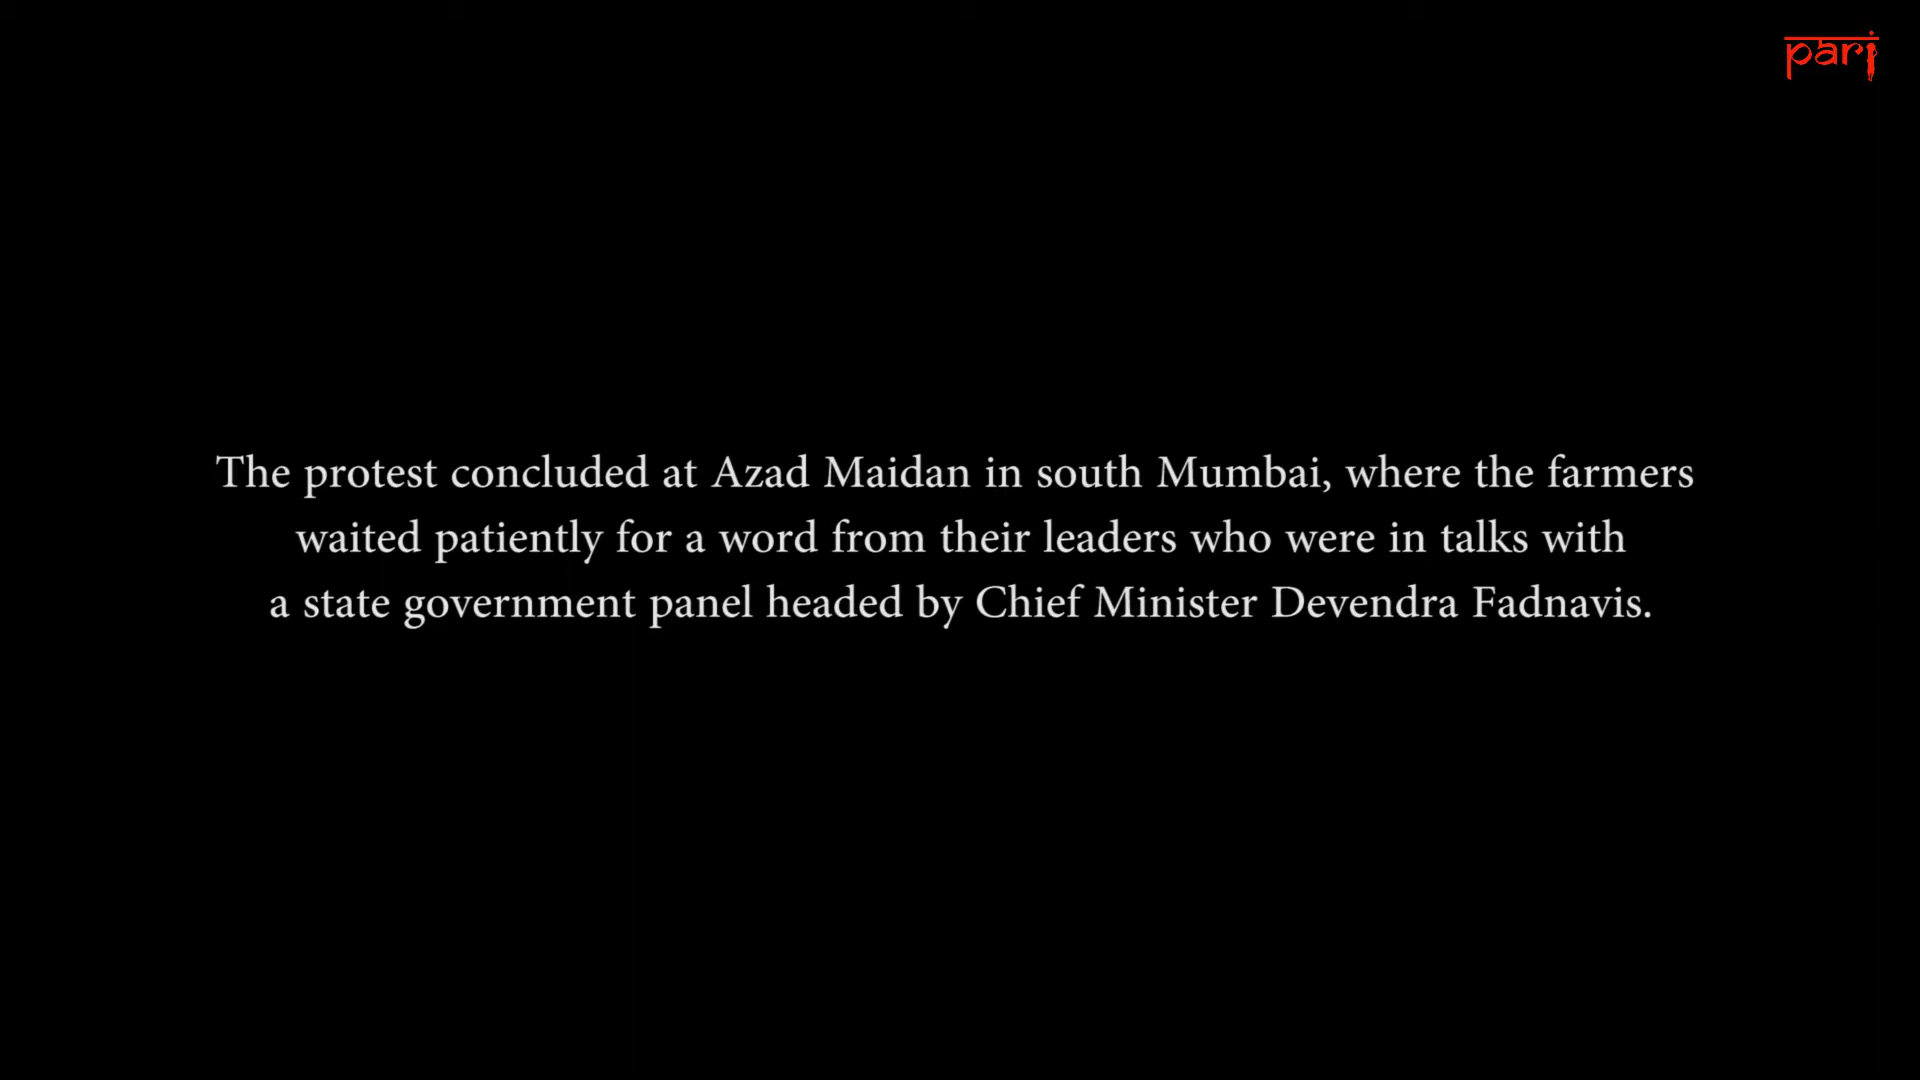 pari
The protest concluded at Azad Maidan in south Mumbai, where the farmers
waited patiently for a word from their leaders who were in talks with
a state government panel headed by Chief Minister Devendra Fadnavis.